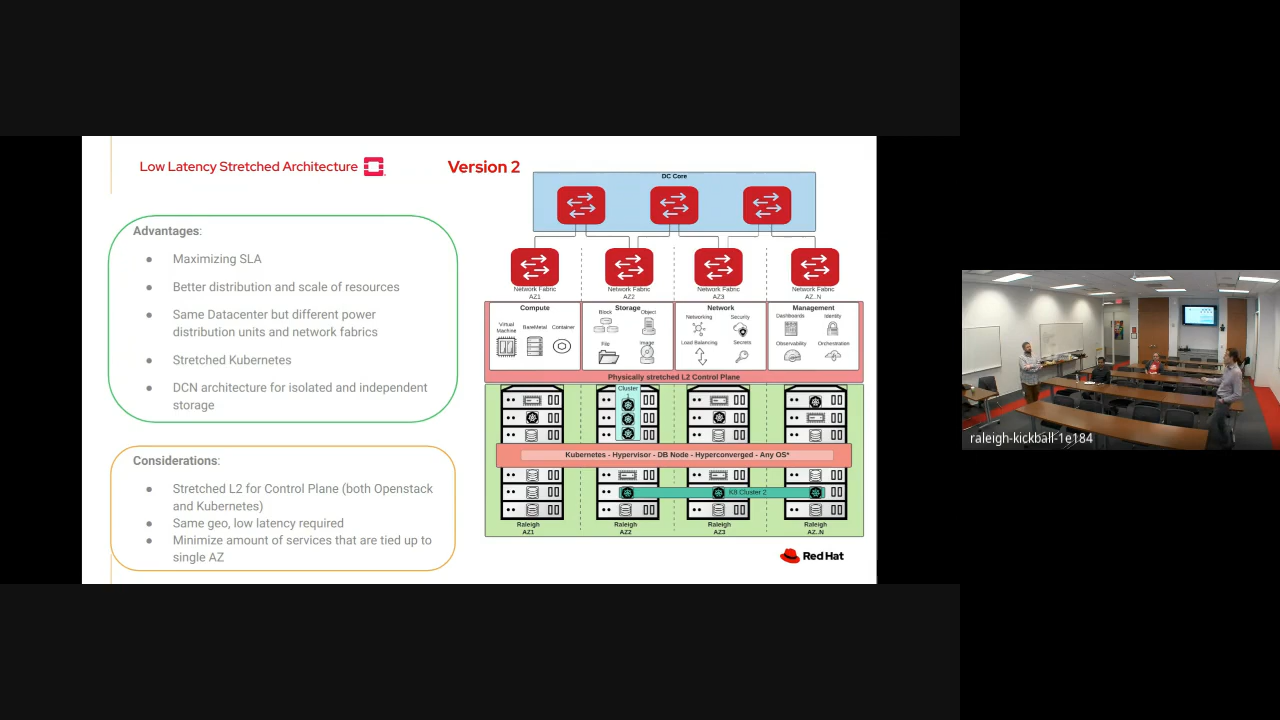 Low Latency Stretched Architecture
Version 2
Advantages:
● Maximizing SLA
● Better distribution and scale of resources
● Same Datacenter but different power
distribution units and network fabrics
● Stretched Kubernetes
● DCN architecture for isolated and independent
storage
Considerations:
● Stretched L2 for Control Plane (both Openstack
and Kubernetes)
● Same geo, low latency required
● Minimize amount of services that are tied up to
single AZ
DC Core
Network Fabric
AZ1
Network Fabric
AZ2
Network Fabric
AZ3
Network Fabric
AZ..N
Compute
Virtual
Machine
BareMetal
Container
Storage
Block
Object
File
Image
Network
Networking
Security
Load Balancing
Secrets
Management
Dashboards
Identity
Observability
Orchestration
Physically stretched L2 Control Plane
Cluster
Kubernetes - Hypervisor - DB Node - Hyperconverged - Any OS*
K8 Cluster 2
Raleigh
AZ1
Raleigh
AZ2
Raleigh
AZ3
Raleigh
AZ..N
Red Hat
raleigh-kickball-1e184